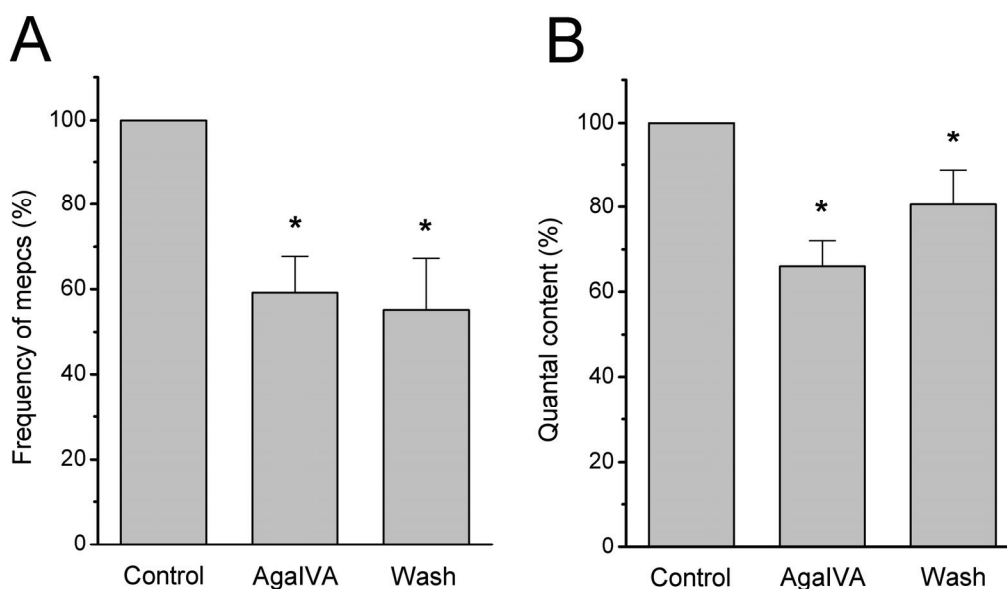 A
Frequency of mepcs (%)
100
80
60
40
20
0
*
*
Control AgaIVA Wash
B
Quantal content (%)
100
80
60
40
20
0
*
*
Control AgaIVA Wash